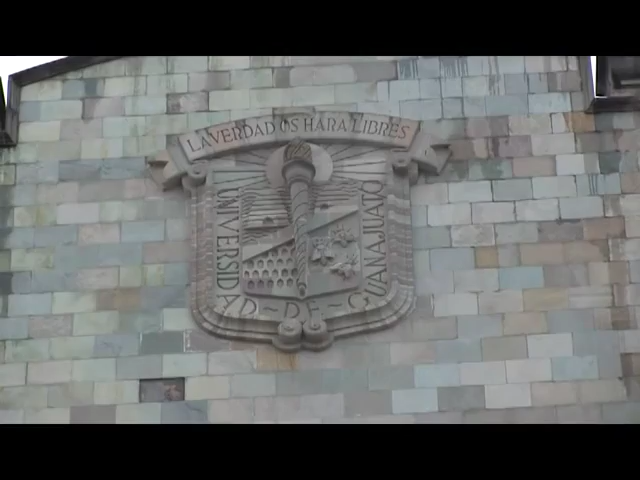 LA VERDAD OS HARA LIBRES
UNIVERSIDAD ~ DE ~ GUANAJUATO